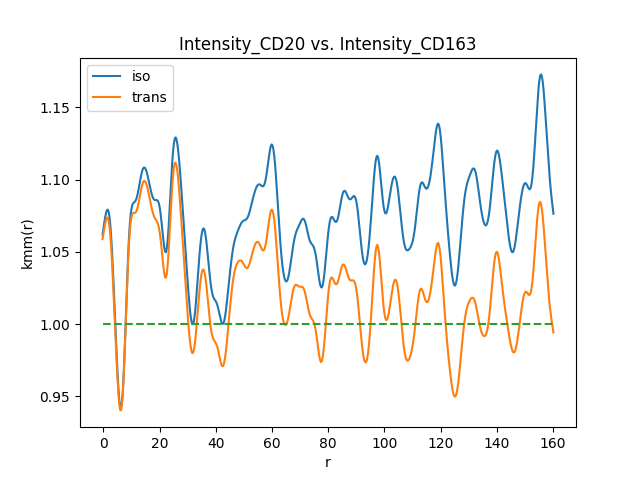 Intensity_CD20 vs. Intensity_CD163
iso
trans
kmm(r)
1.15
1.10
1.05
1.00
0.95
0 20 40 60 80 100 120 140 160
r